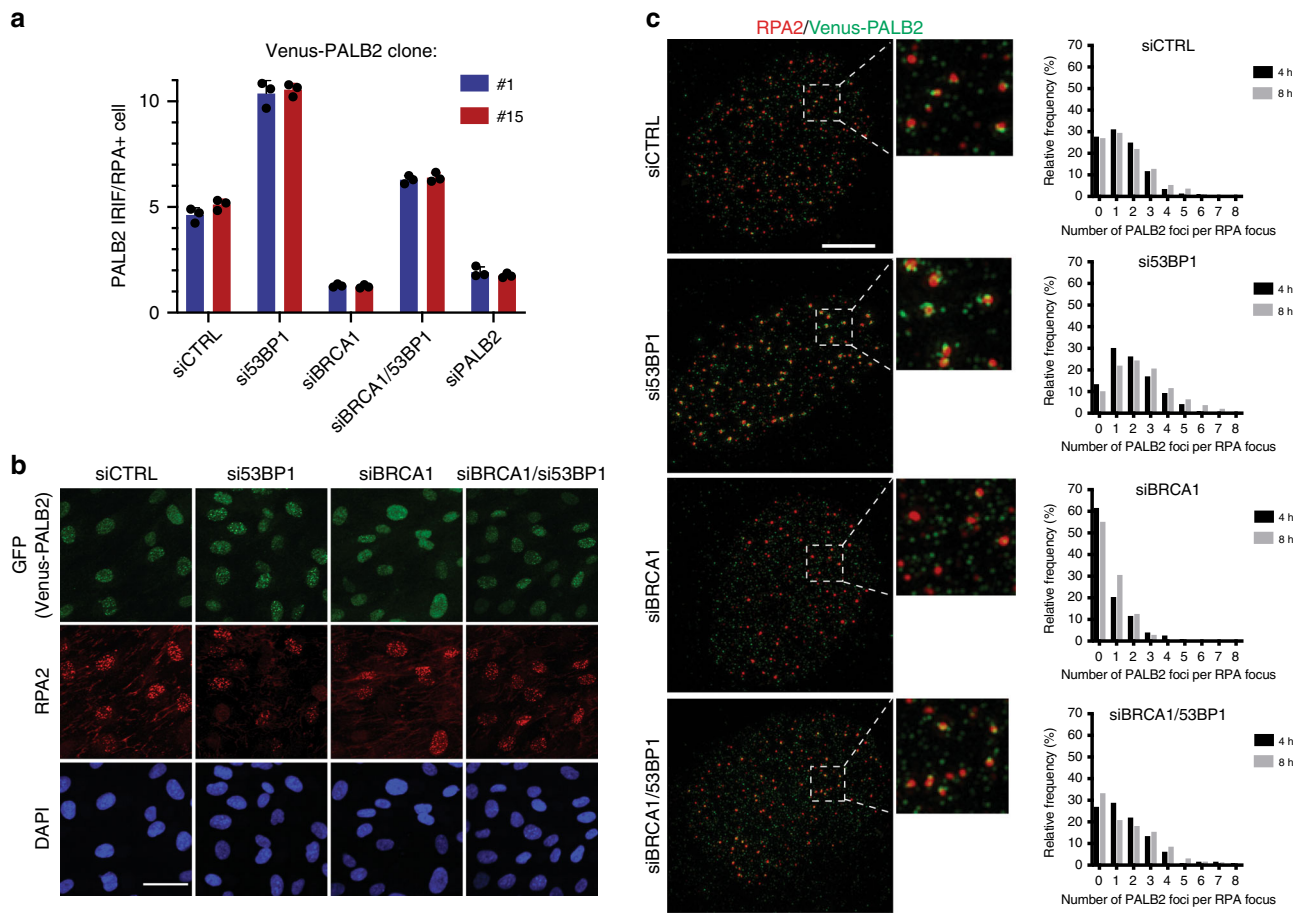 a
Venus-PALB2 clone:
#1
#15
PALB2 IRIF/RPA+ cell
10
5
0
siCTRL
si53BP1
siBRCA1
siBRCA1/53BP1
siPALB2
b
siCTRL
si53BP1
siBRCA1
siBRCA1/si53BP1
GFP
(Venus-PALB2)
RPA2
DAPI
c
RPA2/Venus-PALB2
siCTRL
siCTRL
Relative frequency (%)
70
60
50
40
30
20
10
0
4 h
8 h
0 1 2 3 4 5 6 7 8
Number of PALB2 foci per RPA focus
si53BP1
si53BP1
Relative frequency (%)
70
60
50
40
30
20
10
0
4 h
8 h
0 1 2 3 4 5 6 7 8
Number of PALB2 foci per RPA focus
siBRCA1
siBRCA1
Relative frequency (%)
70
60
50
40
30
20
10
0
4 h
8 h
0 1 2 3 4 5 6 7 8
Number of PALB2 foci per RPA focus
siBRCA1/53BP1
siBRCA1/53BP1
Relative frequency (%)
70
60
50
40
30
20
10
0
4 h
8 h
0 1 2 3 4 5 6 7 8
Number of PALB2 foci per RPA focus